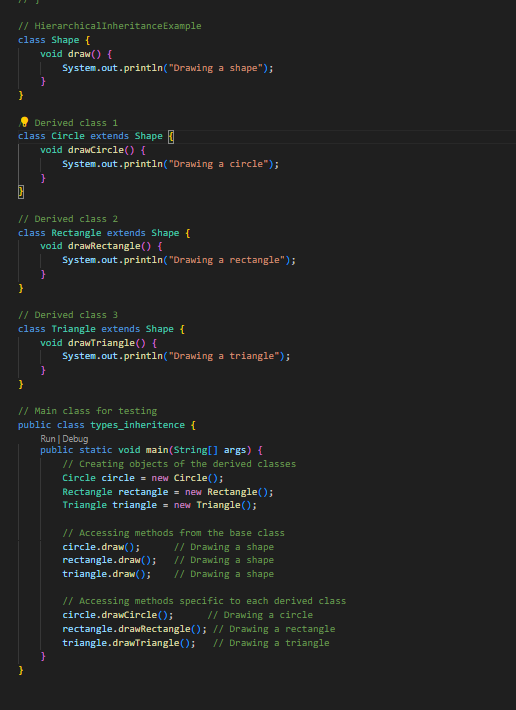 // HierarchicalInheritanceExample
class Shape {
    void draw() {
        System.out.println("Drawing a shape");
    }
}

// Derived class 1
class Circle extends Shape {
    void drawCircle() {
        System.out.println("Drawing a circle");
    }
}

// Derived class 2
class Rectangle extends Shape {
    void drawRectangle() {
        System.out.println("Drawing a rectangle");
    }
}

// Derived class 3
class Triangle extends Shape {
    void drawTriangle() {
        System.out.println("Drawing a triangle");
    }
}

// Main class for testing
public class types_inheritence {
    Run | Debug
    public static void main(String[] args) {
        // Creating objects of the derived classes
        Circle circle = new Circle();
        Rectangle rectangle = new Rectangle();
        Triangle triangle = new Triangle();

        // Accessing methods from the base class
        circle.draw();      // Drawing a shape
        rectangle.draw();   // Drawing a shape
        triangle.draw();    // Drawing a shape

        // Accessing methods specific to each derived class
        circle.drawCircle();      // Drawing a circle
        rectangle.drawRectangle(); // Drawing a rectangle
        triangle.drawTriangle();   // Drawing a triangle
    }
}